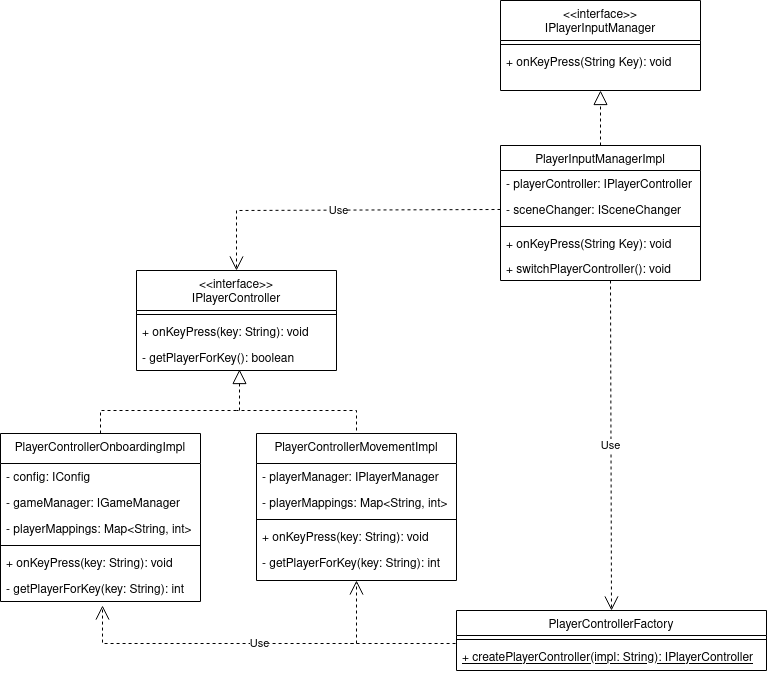 <<interface>>
IPlayerInputManager
+ onKeyPress(String Key): void
PlayerInputManagerImpl
- playerController: IPlayerController
- sceneChanger: ISceneChanger
+ onKeyPress(String Key): void
+ switchPlayerController(): void
Use
<<interface>>
IPlayerController
+ onKeyPress(key: String): void
- getPlayerForKey(): boolean
PlayerControllerOnboardingImpl
- config: IConfig
- gameManager: IGameManager
- playerMappings: Map<String, int>
+ onKeyPress(key: String): void
- getPlayerForKey(key: String): int
PlayerControllerMovementImpl
- playerManager: IPlayerManager
- playerMappings: Map<String, int>
+ onKeyPress(key: String): void
- getPlayerForKey(key: String): int
Use
Use
PlayerControllerFactory
+ createPlayerController(impl: String): IPlayerController